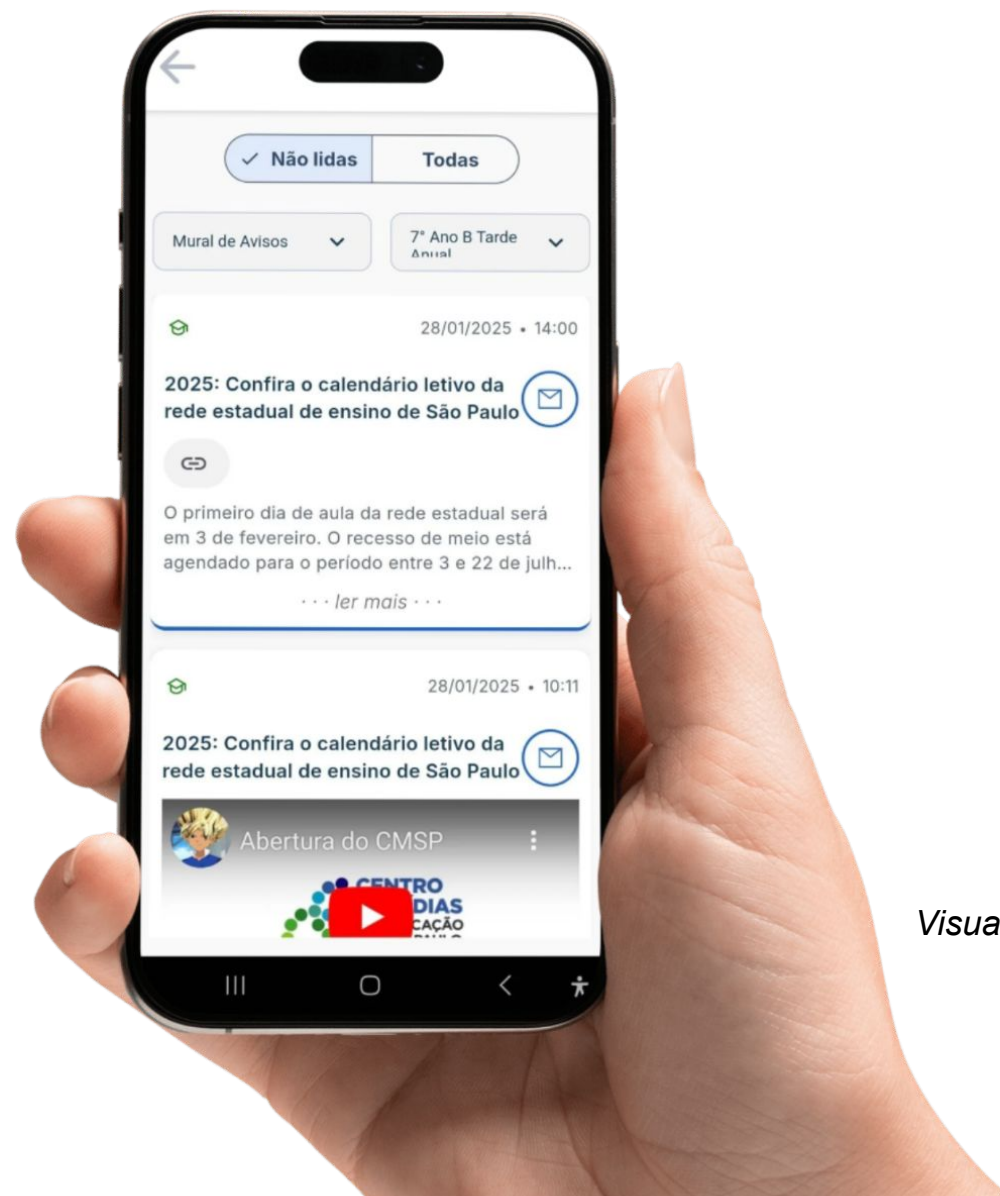 Não lidas
Todas
Mural de Avisos
7° Ano B Tarde
Anual
28/01/2025 • 14:00
2025: Confira o calendário letivo da
rede estadual de ensino de São Paulo
O primeiro dia de aula da rede estadual será
em 3 de fevereiro. O recesso de meio está
agendado para o período entre 3 e 22 de julh...
· · · ler mais · · ·
28/01/2025 • 10:11
2025: Confira o calendário letivo da
rede estadual de ensino de São Paulo
Abertura do CMSP
CENTRO
DIAS
CAÇÃO
Visua